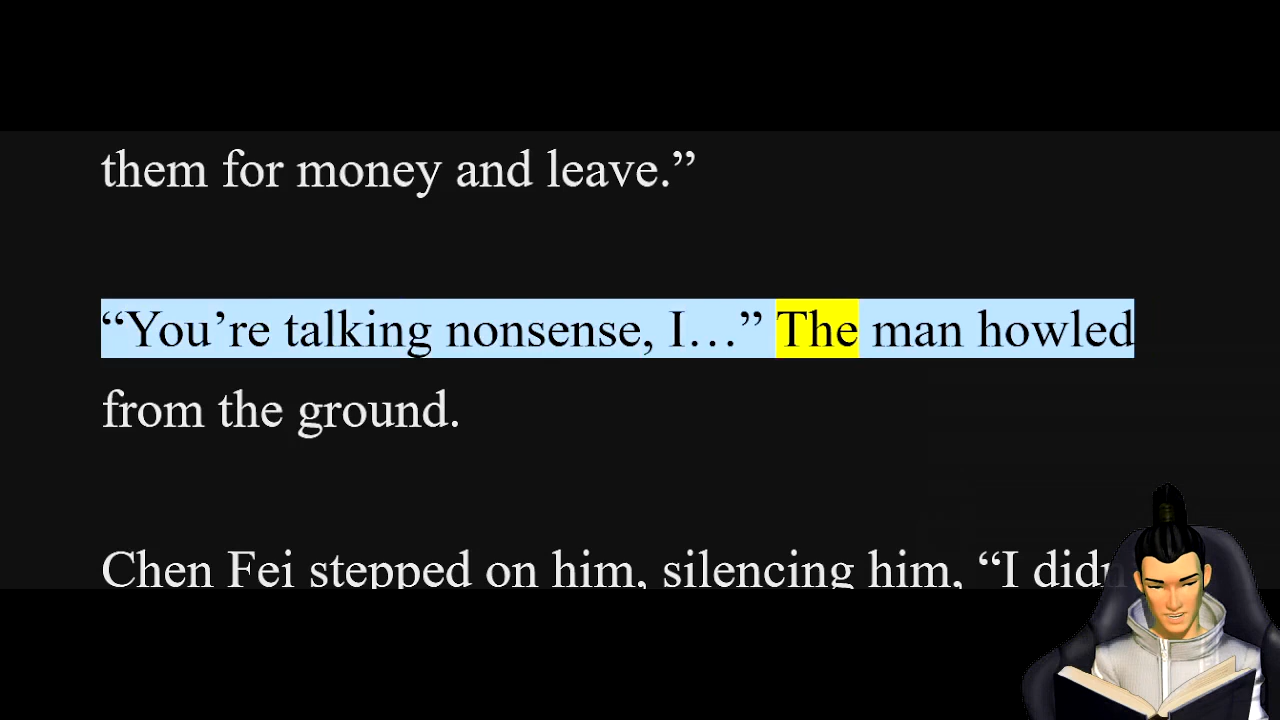 them for money and leave.”
“You’re talking nonsense, I…” The man howled
from the ground.
Chen Fei stepped on him, silencing him, “I